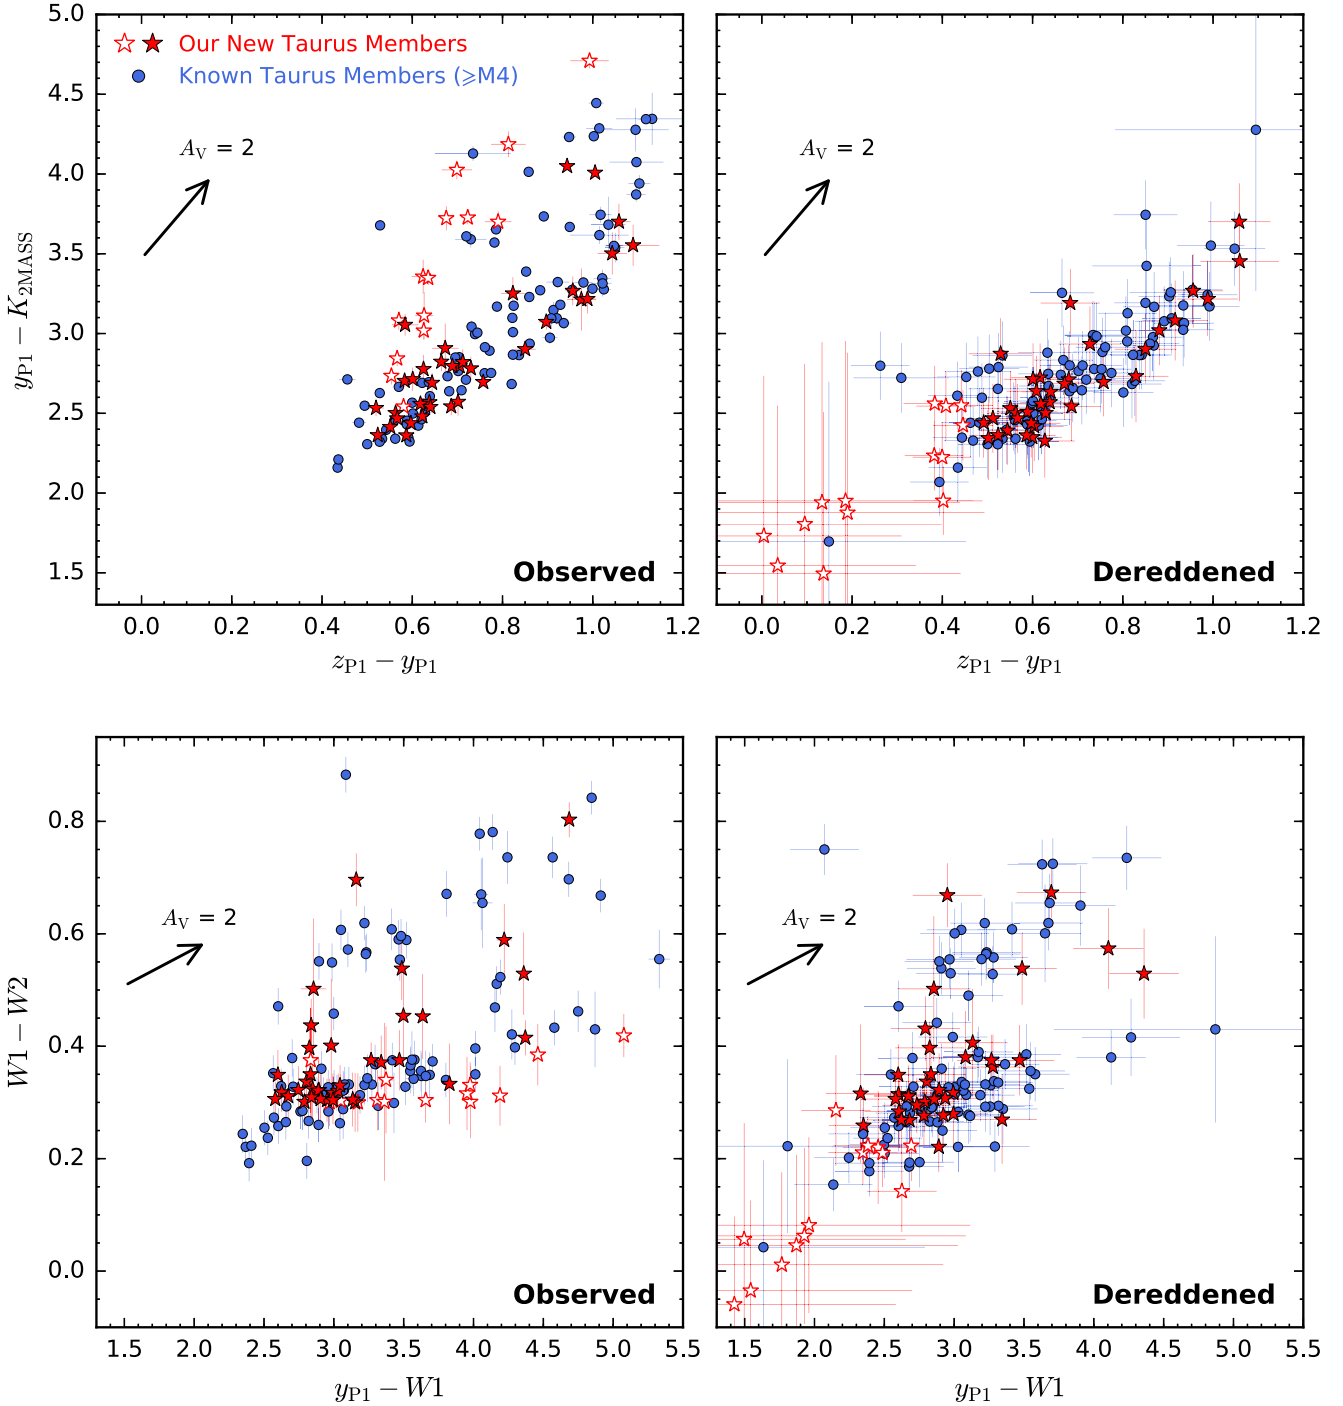 Our New Taurus Members
Known Taurus Members (⩾M4)
A_V = 2
A_V = 2
5.0
4.5
4.0
3.5
3.0
2.5
2.0
1.5
y_P1 − K_2MASS
Observed
Dereddened
0.0 0.2 0.4 0.6 0.8 1.0 1.2
0.0 0.2 0.4 0.6 0.8 1.0 1.2
z_P1 − y_P1
z_P1 − y_P1
A_V = 2
A_V = 2
0.8
0.6
0.4
0.2
0.0
W1 − W2
Observed
Dereddened
1.5 2.0 2.5 3.0 3.5 4.0 4.5 5.0 5.5
1.5 2.0 2.5 3.0 3.5 4.0 4.5 5.0 5.5
y_P1 − W1
y_P1 − W1